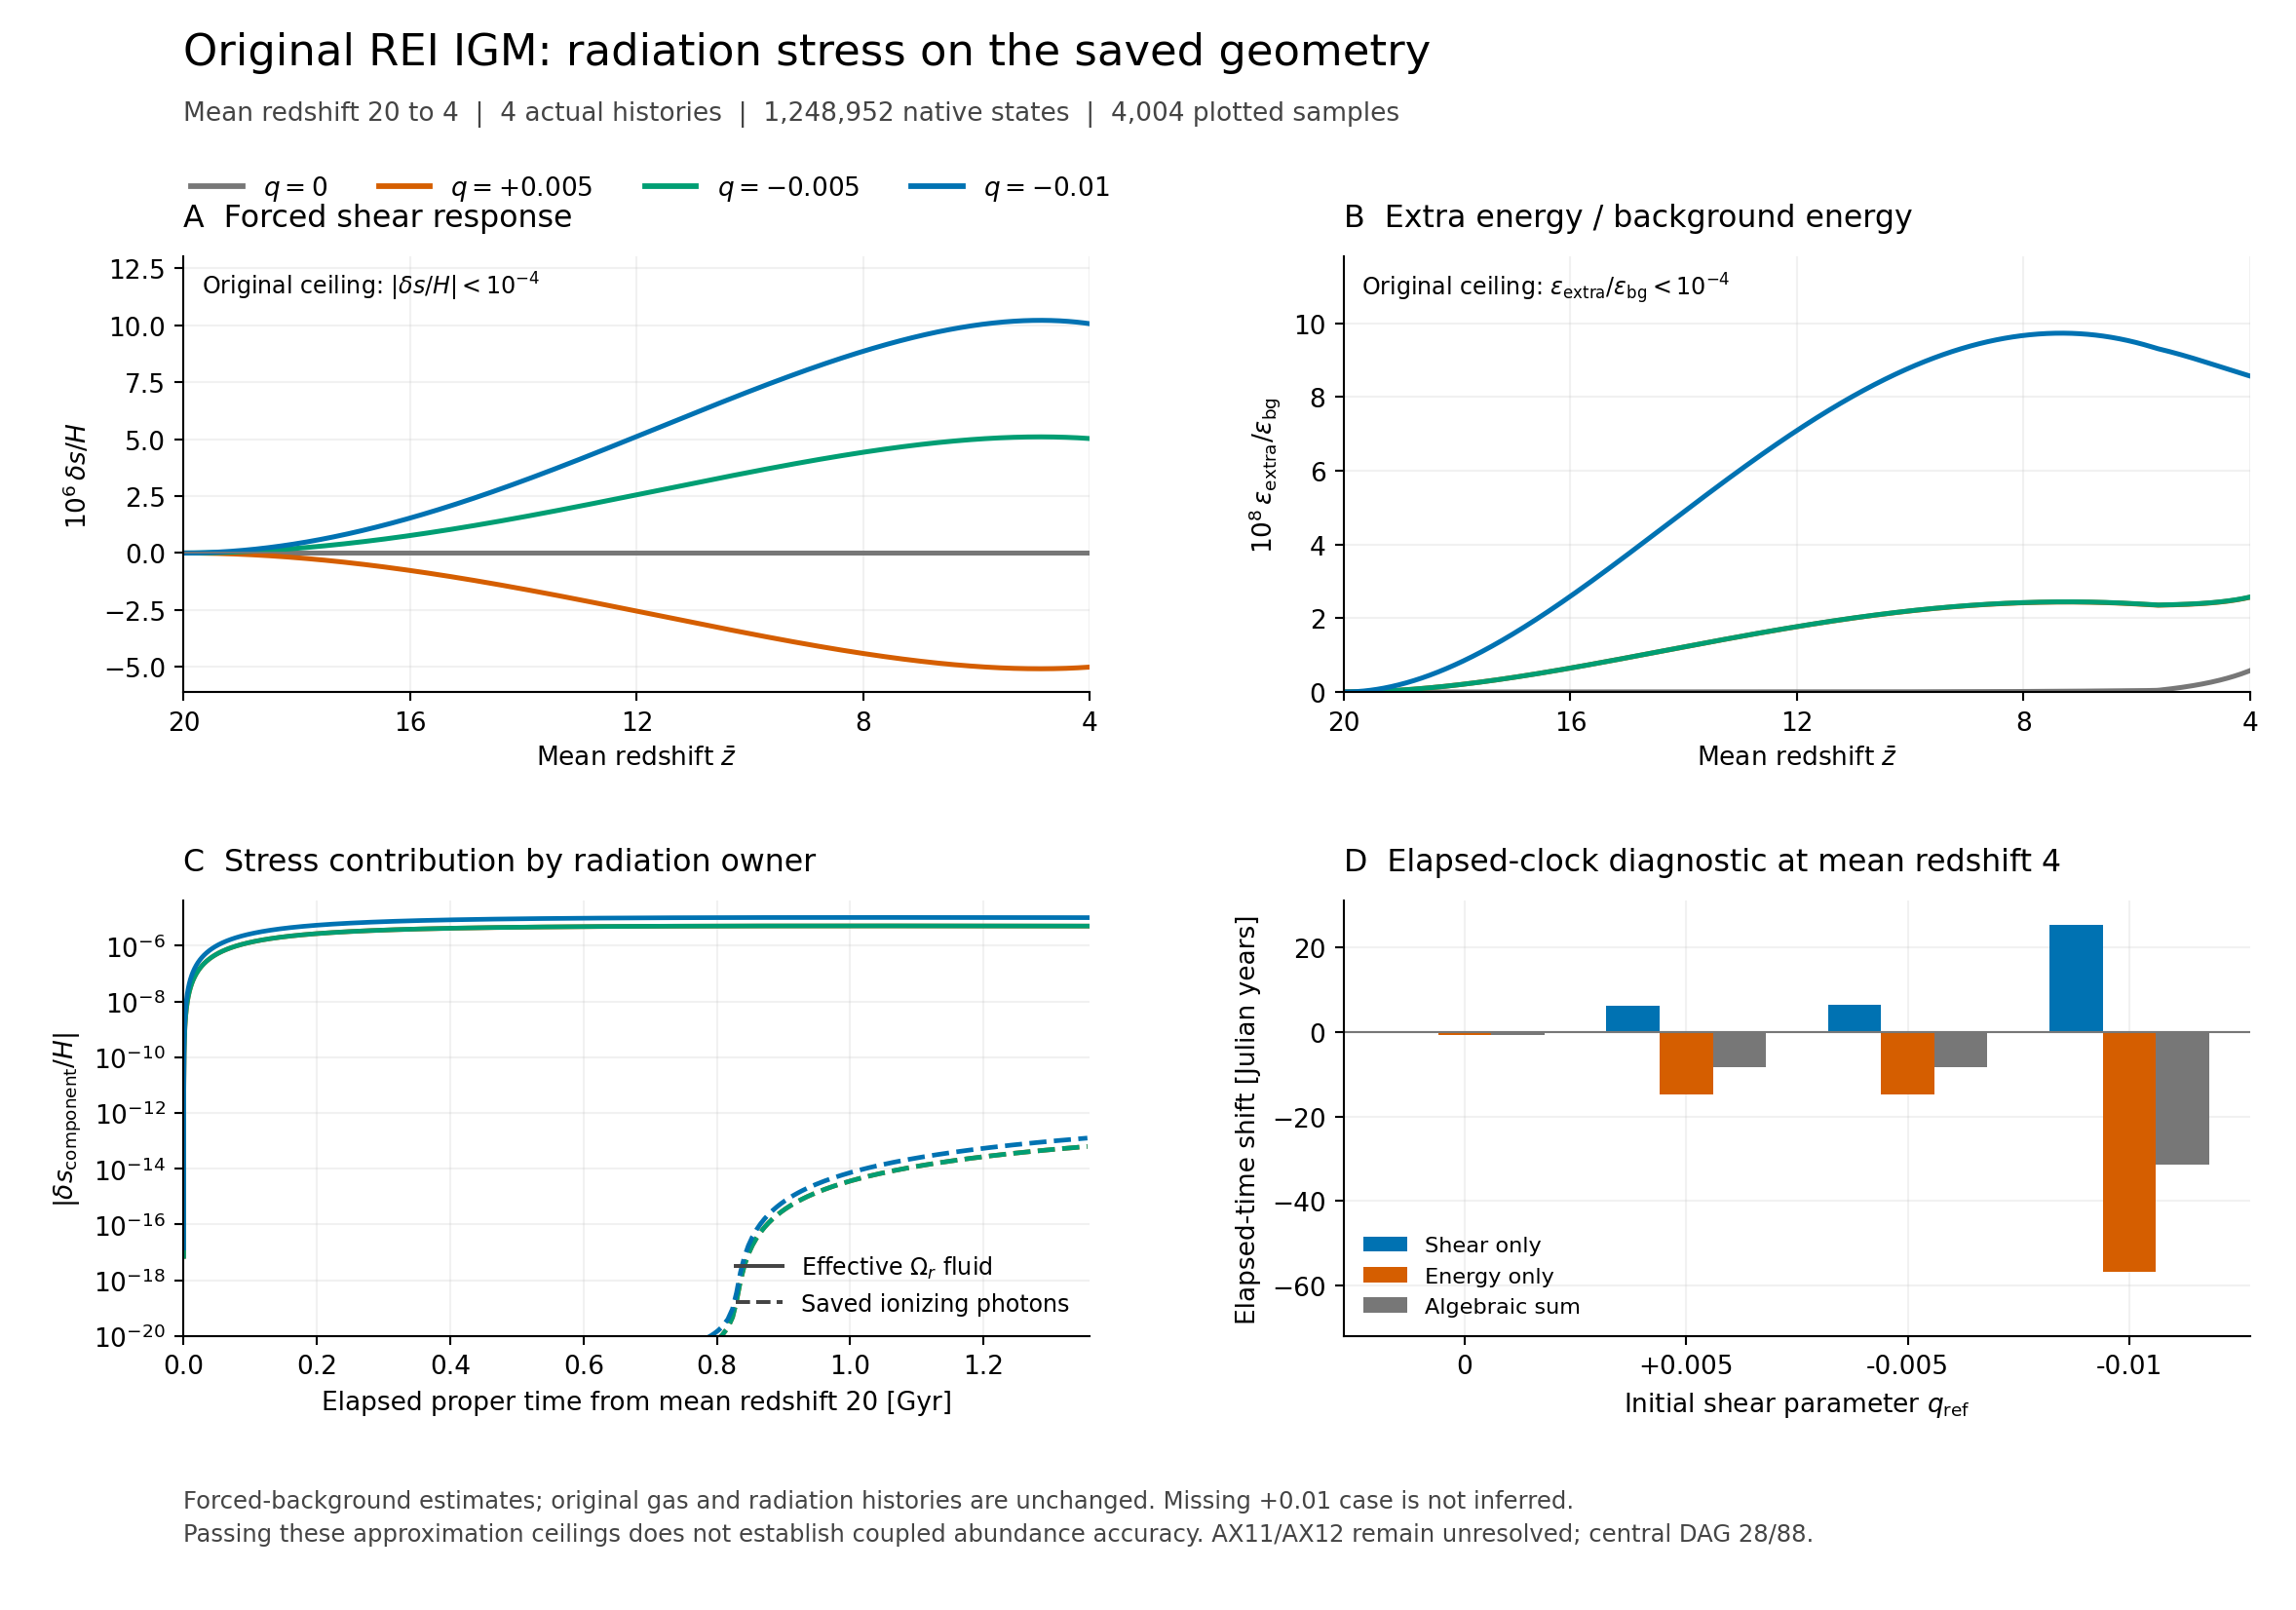 Original REI IGM: radiation stress on the saved geometry
Mean redshift 20 to 4 | 4 actual histories | 1,248,952 native states | 4,004 plotted samples
q = 0
q = +0.005
q = −0.005
q = −0.01
A Forced shear response
Original ceiling: |δs/H| < 10⁻⁴
12.5
10.0
7.5
5.0
2.5
0.0
−2.5
−5.0
10⁶ δs/H
20 16 12 8 4
Mean redshift z̄
B Extra energy / background energy
Original ceiling: ε_extra/ε_bg < 10⁻⁴
10
8
6
4
2
0
10⁸ ε_extra/ε_bg
20 16 12 8 4
Mean redshift z̄
C Stress contribution by radiation owner
10⁻⁶
10⁻⁸
10⁻¹⁰
10⁻¹²
10⁻¹⁴
10⁻¹⁶
10⁻¹⁸
10⁻²⁰
|δs_component/H|
Effective Ω_r fluid
Saved ionizing photons
0.0 0.2 0.4 0.6 0.8 1.0 1.2
Elapsed proper time from mean redshift 20 [Gyr]
D Elapsed-clock diagnostic at mean redshift 4
20
0
−20
−40
−60
Elapsed-time shift [Julian years]
Shear only
Energy only
Algebraic sum
0 +0.005 -0.005 -0.01
Initial shear parameter q_ref
Forced-background estimates; original gas and radiation histories are unchanged. Missing +0.01 case is not inferred.
Passing these approximation ceilings does not establish coupled abundance accuracy. AX11/AX12 remain unresolved; central DAG 28/88.